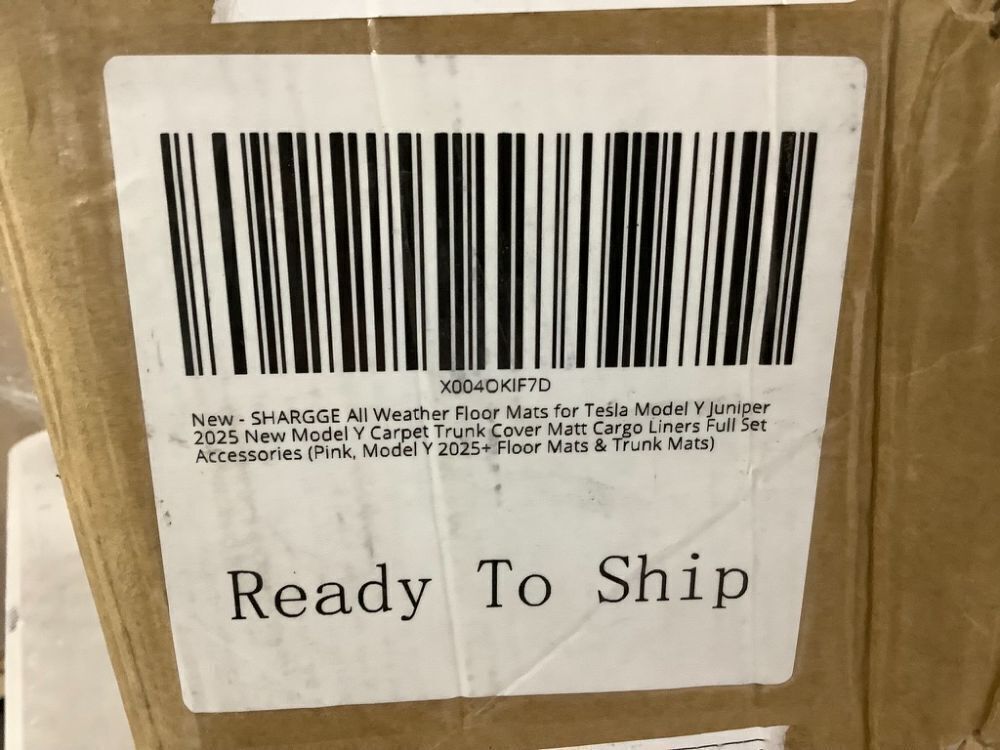 X004OKIF7D
New - SHARGGE All Weather Floor Mats for Tesla Model Y Juniper
2025 New Model Y Carpet Trunk Cover Matt Cargo Liners Full Set
Accessories (Pink, Model Y 2025+ Floor Mats & Trunk Mats)
Ready To Ship